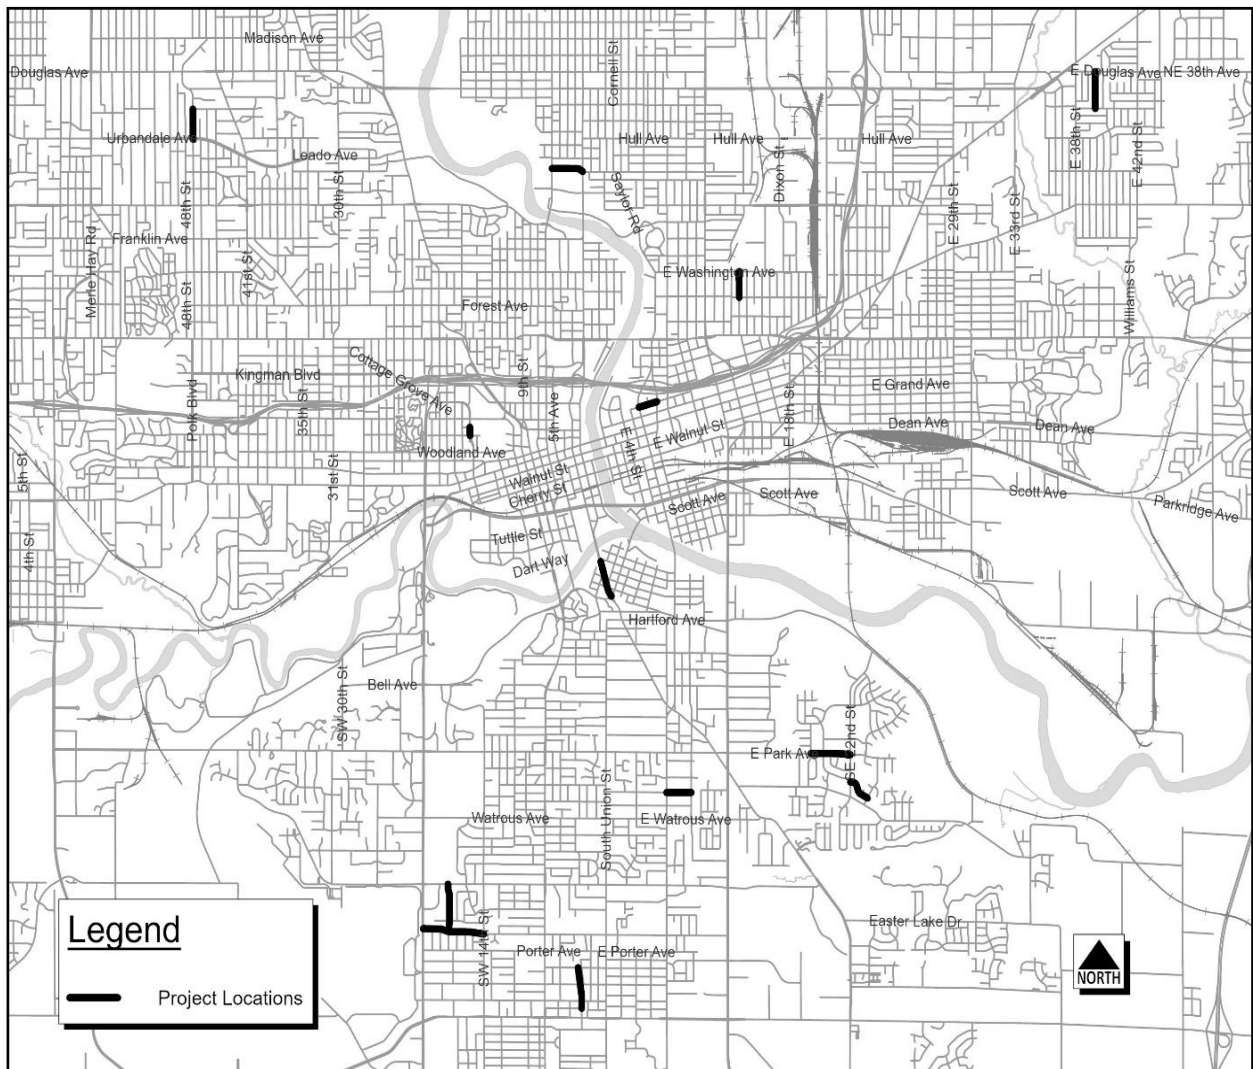 Madison Ave
Cornell St
Douglas Ave
E Douglas Ave
NE 38th Ave
Urbandale Ave
Leado Ave
Hull Ave
Hull Ave
Hull Ave
Dixon St
E 38th St
E 42nd St
48th St
30th St
Saylor Rd
E 29th St
E 33rd St
Merle Hay Rd
Franklin Ave
41st St
E Washington Ave
48th St
Forest Ave
Williams St
Kingman Blvd
Cottage Grove Ave
9th St
E Grand Ave
Polk Blvd
35th St
5th Ave
E 4th St
E Walnut St
E 18th St
Dean Ave
Dean Ave
Woodland Ave
5th St
31st St
Walnut St
Cherry St
Scott Ave
Scott Ave
Scott Ave
Parkridge Ave
4th St
Tuttle St
Dart Way
Hartford Ave
SW 30th St
Bell Ave
SE 22nd St
E Park Ave
South Union St
Watrous Ave
E Watrous Ave
Easter Lake Dr
SW 14th St
Porter Ave
E Porter Ave
Legend
Project Locations
NORTH